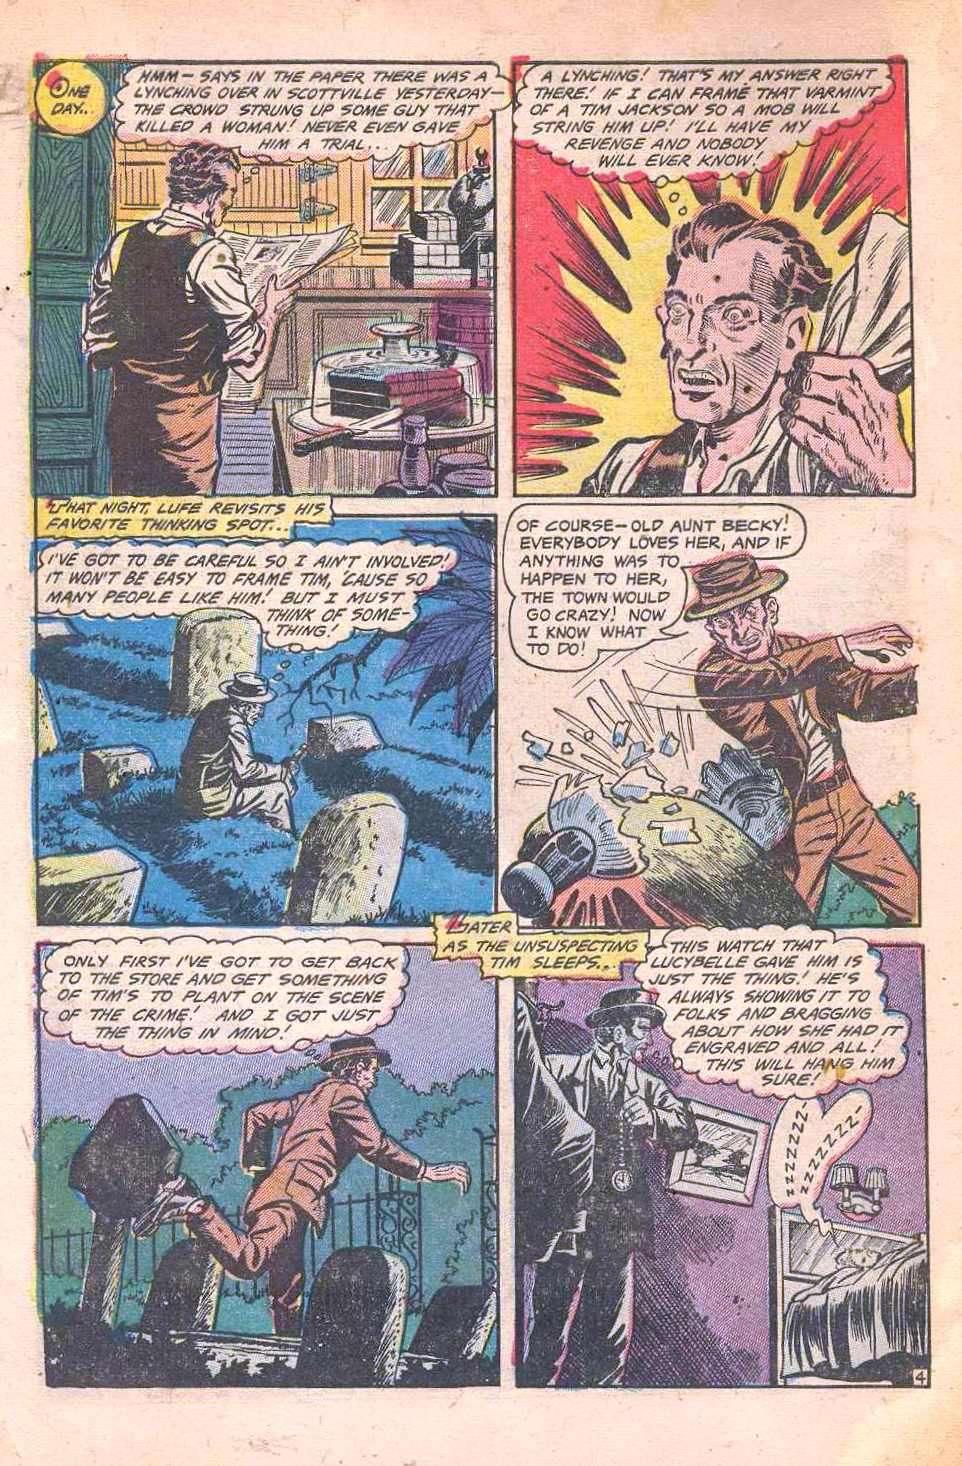 ONE
DAY...
HMM- SAYS IN THE PAPER THERE WAS A
LYNCHING OVER IN SCOTTVILLE YESTERDAY-
THE CROWD STRUNG UP SOME GUY THAT
KILLED A WOMAN! NEVER EVEN GAVE
HIM A TRIAL...
A LYNCHING! THAT'S MY ANSWER RIGHT
THERE! IF I CAN FRAME THAT VARMINT
OF A TIM JACKSON SO A MOB WILL
STRING HIM UP! I'LL HAVE MY
REVENGE AND NOBODY
WILL EVER KNOW!
THAT NIGHT, LUFE REVISITS HIS
FAVORITE THINKING SPOT...
I'VE GOT TO BE CAREFUL SO I AIN'T INVOLVED!
IT WON'T BE EASY TO FRAME TIM, 'CAUSE SO
MANY PEOPLE LIKE HIM! BUT I MUST
THINK OF SOME-
THING!
OF COURSE- OLD AUNT BECKY!
EVERYBODY LOVES HER, AND IF
ANYTHING WAS TO
HAPPEN TO HER,
THE TOWN WOULD
GO CRAZY! NOW
I KNOW WHAT
TO DO!
ONLY FIRST I'VE GOT TO GET BACK
TO THE STORE AND GET SOMETHING
OF TIM'S TO PLANT ON THE SCENE
OF THE CRIME! AND I GOT JUST
THE THING IN MIND!
LATER
AS THE UNSUSPECTING
TIM SLEEPS...
THIS WATCH THAT
LUCYBELLE GAVE HIM IS
JUST THE THING! HE'S
ALWAYS SHOWING IT TO
FOLKS AND BRAGGING
ABOUT HOW SHE HAD IT
ENGRAVED AND ALL!
THIS WILL HANG HIM
SURE!
ZZZZZZZZ-
ZZZZZZZZ-
4